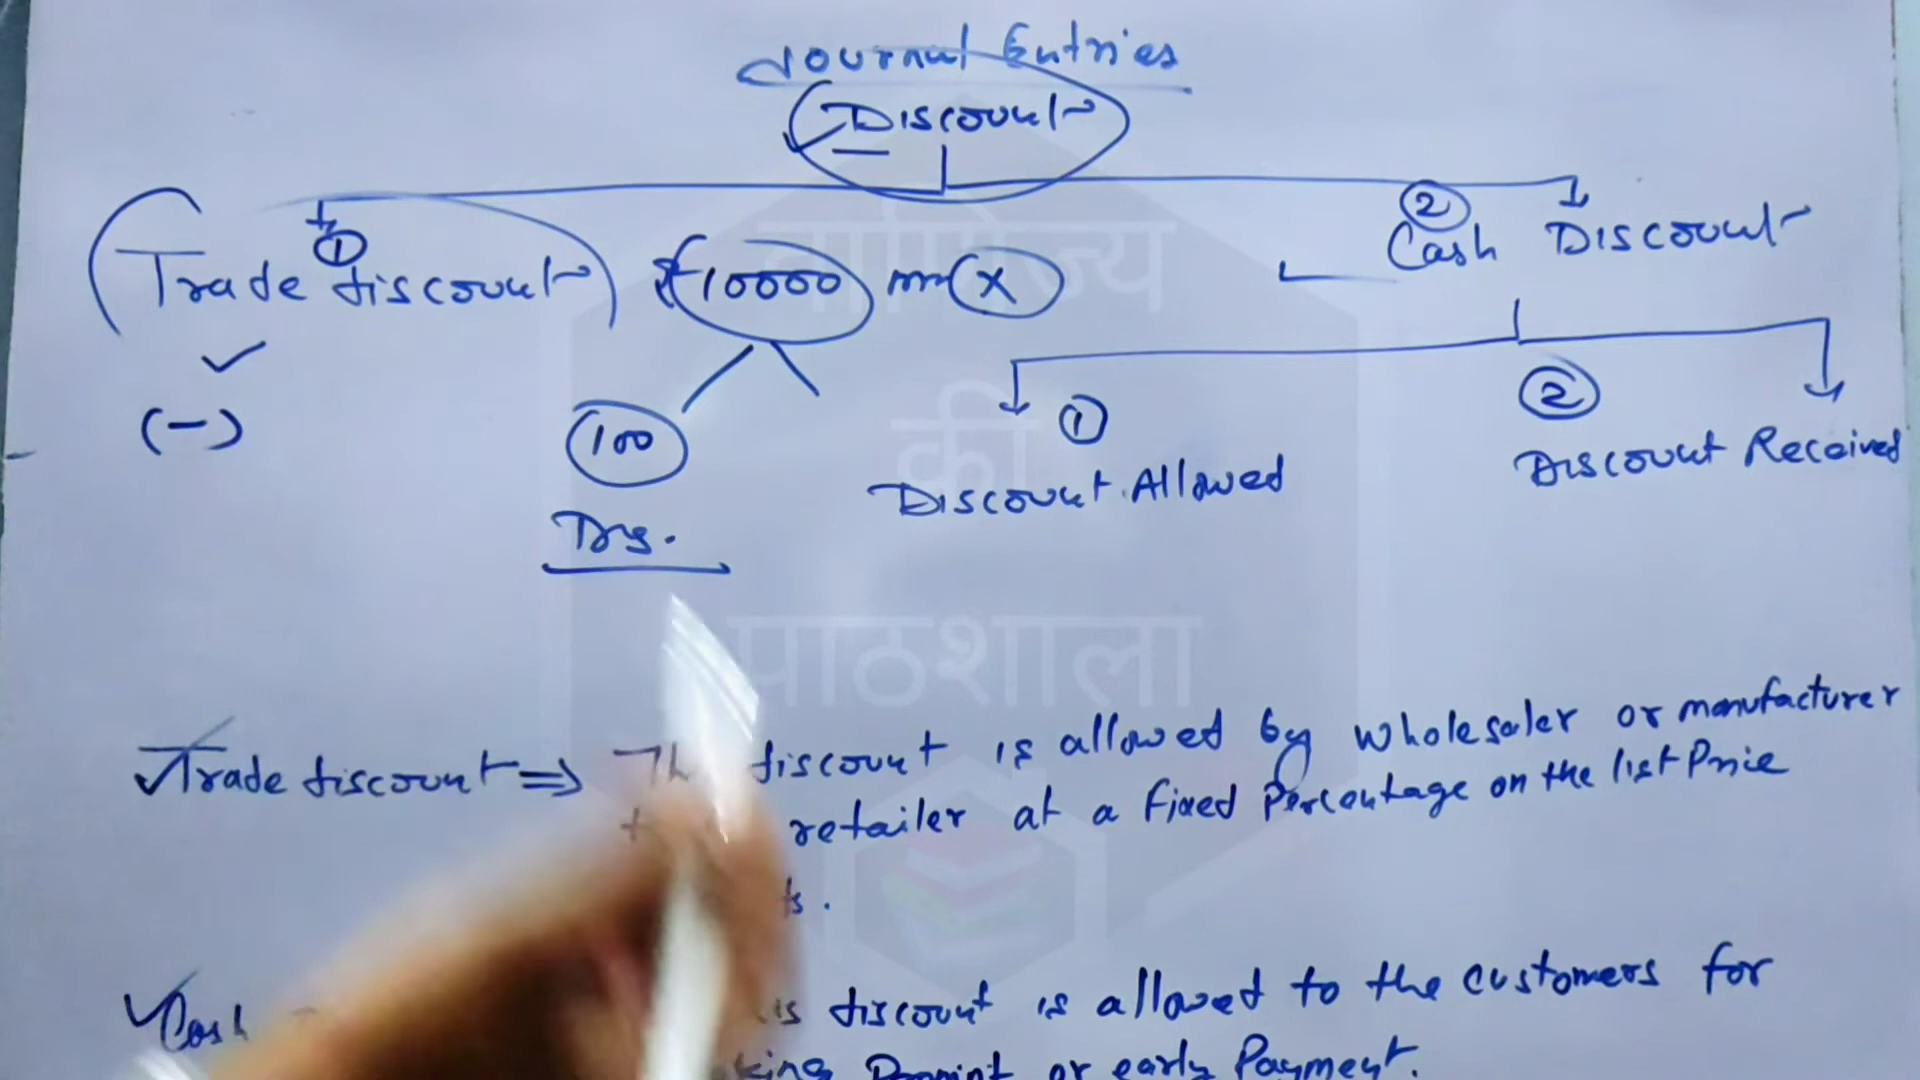 Journal Entries
Discount
① Trade discount
₹10000
X
② Cash Discount
(-)
100
① Discount Allowed
② Discount Received
वाणिज्य
की
पाठशाला
Trade discount ⇒ discount is allowed by wholesaler or manufacturer
retailer at a fixed Percentage on the list Price
Cash discount is allowed to the customers for
or early Payment.